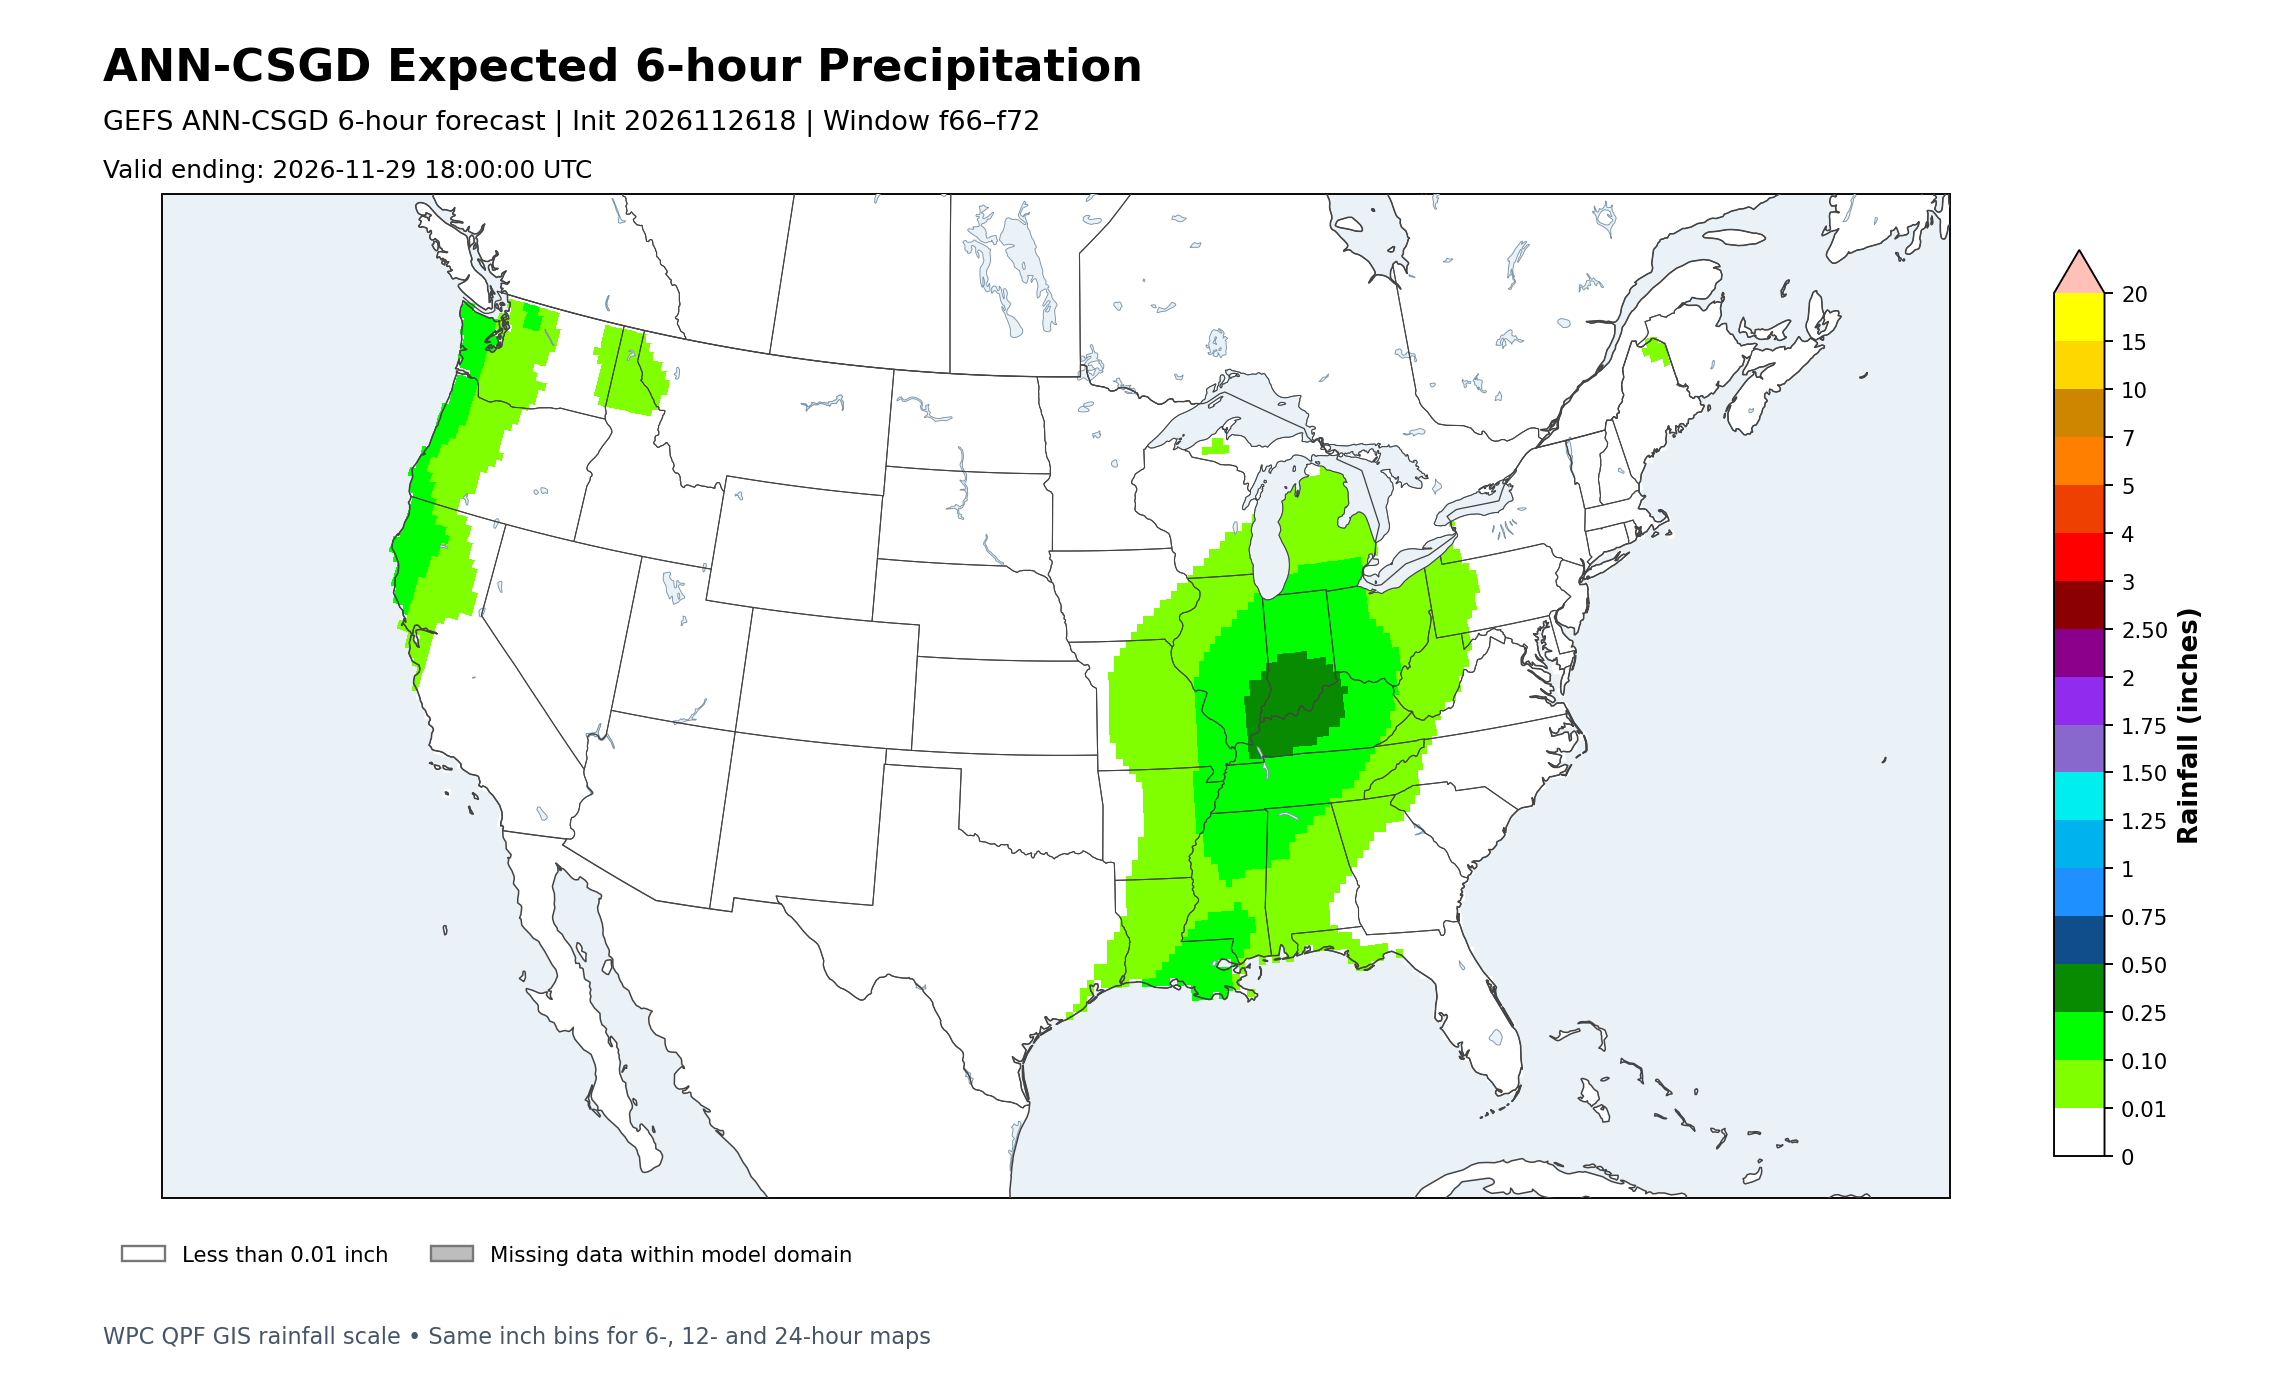 ANN-CSGD Expected 6-hour Precipitation
GEFS ANN-CSGD 6-hour forecast | Init 2026112618 | Window f66–f72
Valid ending: 2026-11-29 18:00:00 UTC
20
15
10
7
5
4
3
2.50
2
1.75
1.50
1.25
1
0.75
0.50
0.25
0.10
0.01
0
Rainfall (inches)
Less than 0.01 inch
Missing data within model domain
WPC QPF GIS rainfall scale • Same inch bins for 6-, 12- and 24-hour maps